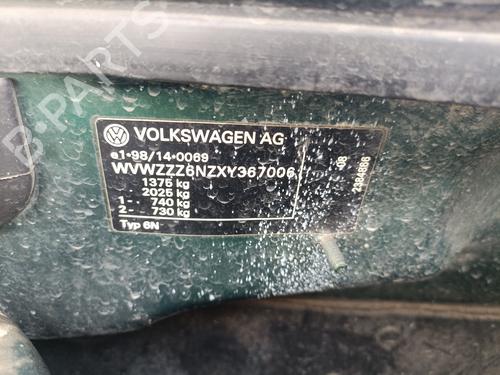 VOLKSWAGEN AG
e1*98/14*0069
WVWZZZ6NZXY367006
1375 kg
2025 kg
1- 740 kg
2- 730 kg
Typ 6N
08
B-PARTS